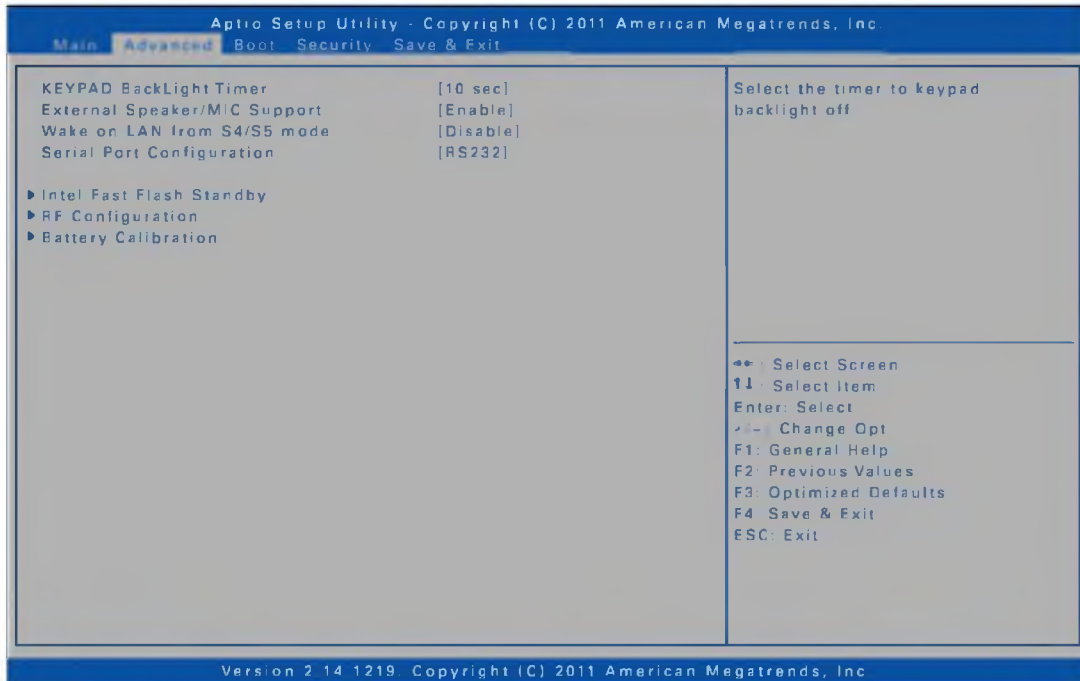 Aptio Setup Utility - Copyright (C) 2011 American Megatrends, Inc.
Main Advanced Boot Security Save & Exit
KEYPAD BackLight Timer [10 sec]
External Speaker/MIC Support [Enable]
Wake on LAN from S4/S5 mode [Disable]
Serial Port Configuration [RS232]
Intel Fast Flash Standby
RF Configuration
Battery Calibration
Select the timer to keypad
backlight off
: Select Screen
: Select Item
Enter: Select
Change Opt
F1: General Help
F2: Previous Values
F3: Optimized Defaults
F4: Save & Exit
ESC: Exit
Version 2.14.1219. Copyright (C) 2011 American Megatrends, Inc